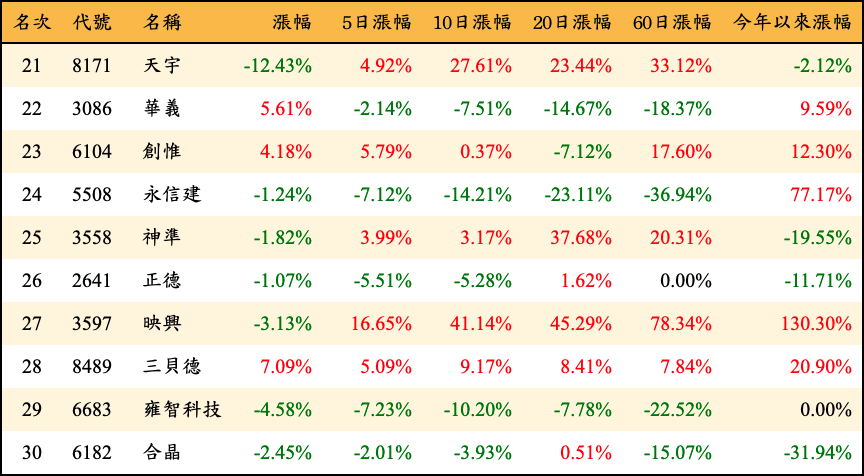 名次 代號 名稱 漲幅 5日漲幅 10日漲幅 20日漲幅 60日漲幅 今年以來漲幅
21 8171 天宇 -12.43% 4.92% 27.61% 23.44% 33.12% -2.12%
22 3086 華義 5.61% -2.14% -7.51% -14.67% -18.37% 9.59%
23 6104 創惟 4.18% 5.79% 0.37% -7.12% 17.60% 12.30%
24 5508 永信建 -1.24% -7.12% -14.21% -23.11% -36.94% 77.17%
25 3558 神準 -1.82% 3.99% 3.17% 37.68% 20.31% -19.55%
26 2641 正德 -1.07% -5.51% -5.28% 1.62% 0.00% -11.71%
27 3597 映興 -3.13% 16.65% 41.14% 45.29% 78.34% 130.30%
28 8489 三貝德 7.09% 5.09% 9.17% 8.41% 7.84% 20.90%
29 6683 雍智科技 -4.58% -7.23% -10.20% -7.78% -22.52% 0.00%
30 6182 合晶 -2.45% -2.01% -3.93% 0.51% -15.07% -31.94%